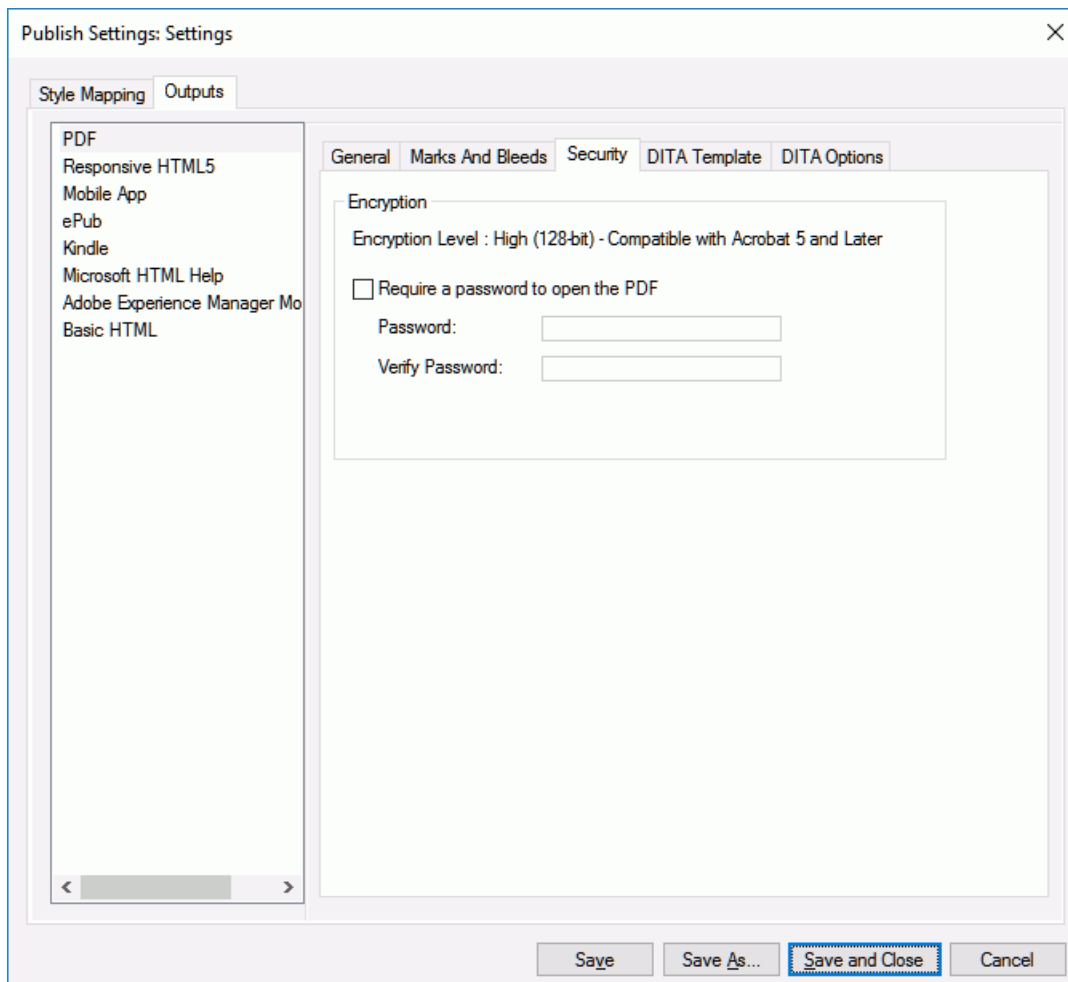 Publish Settings: Settings
Style Mapping Outputs
PDF
Responsive HTML5
Mobile App
ePub
Kindle
Microsoft HTML Help
Adobe Experience Manager Mo
Basic HTML
General Marks And Bleeds Security DITA Template DITA Options
Encryption
Encryption Level : High (128-bit) - Compatible with Acrobat 5 and Later
Require a password to open the PDF
Password:
Verify Password:
Save Save As... Save and Close Cancel